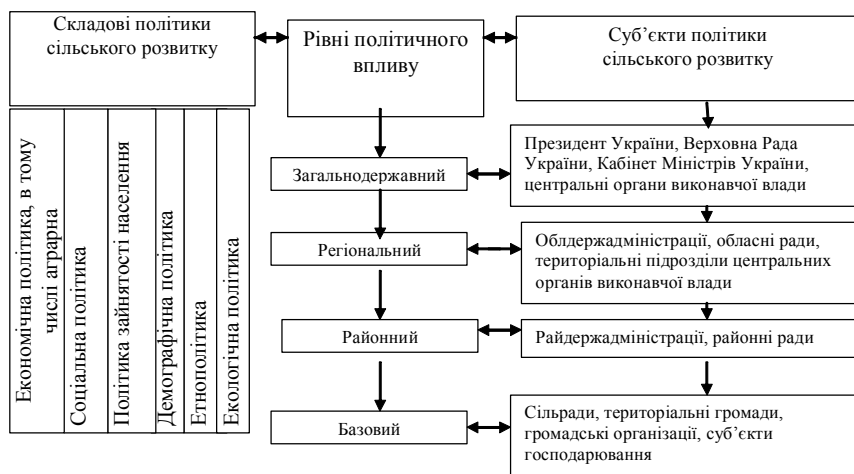 Складові політики
сільського розвитку
Рівні політичного
впливу
Суб’єкти політики
сільського розвитку
Економічна політика, в тому
числі аграрна
Соціальна політика
Політика зайнятості населення
Демографічна політика
Етнополітика
Екологічна політика
Загальнодержавний
Президент України, Верховна Рада
України, Кабінет Міністрів України,
центральні органи виконавчої влади
Регіональний
Облдержадміністрації, обласні ради,
територіальні підрозділи центральних
органів виконавчої влади
Районний
Райдержадміністрації, районні ради
Базовий
Сільради, територіальні громади,
громадські організації, суб’єкти
господарювання